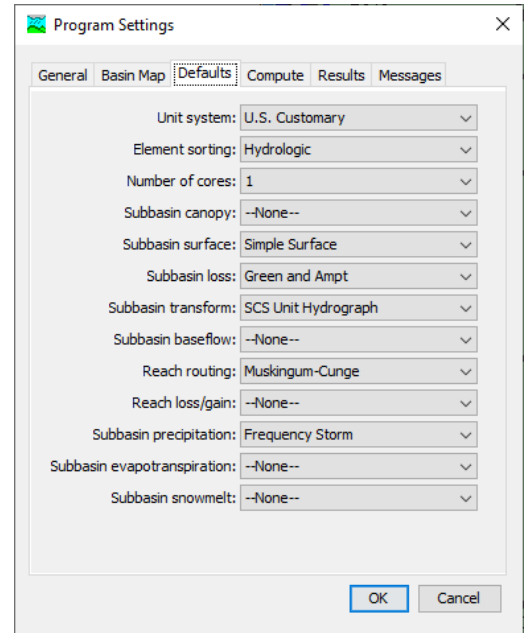 Program Settings
General Basin Map Defaults Compute Results Messages
Unit system: U.S. Customary
Element sorting: Hydrologic
Number of cores: 1
Subbasin canopy: --None--
Subbasin surface: Simple Surface
Subbasin loss: Green and Ampt
Subbasin transform: SCS Unit Hydrograph
Subbasin baseflow: --None--
Reach routing: Muskingum-Cunge
Reach loss/gain: --None--
Subbasin precipitation: Frequency Storm
Subbasin evapotranspiration: --None--
Subbasin snowmelt: --None--
OK Cancel